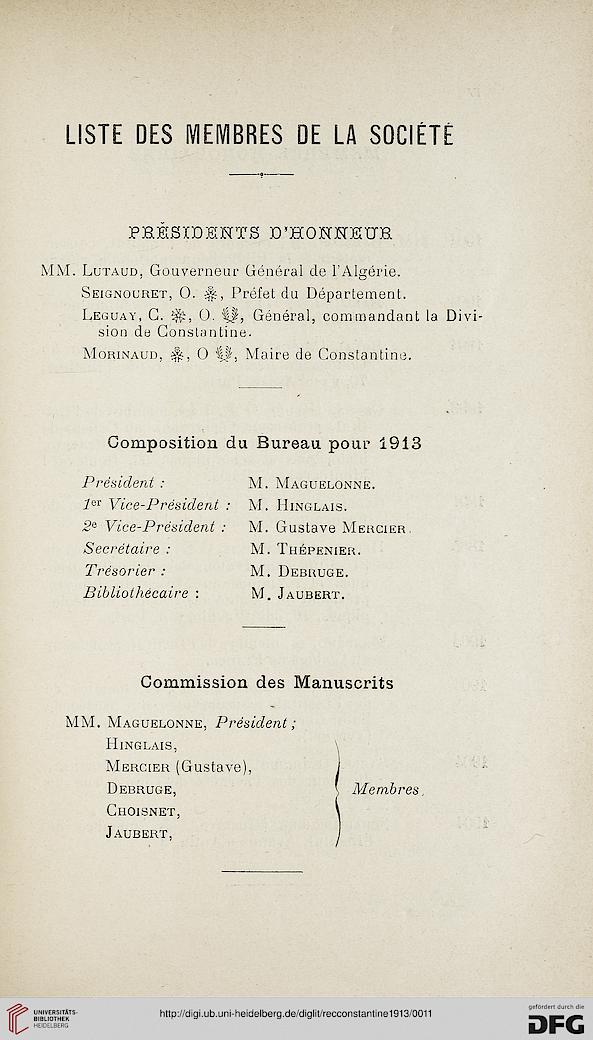 LISTE DES MEMBRES DE LA SOCIÉTÉ
PRÉSIDENTS D'HONNEUR
MM. LUTAUD, Gouverneur Général de l'Algérie.
SEIGNOURET, O. ❋, Préfet du Département.
LEGUAY, C. ❋, O. ❦, Général, commandant la Divi-
sion de Constantine.
MORINAUD, ❋, O ❦, Maire de Constantine.
Composition du Bureau pour 1913
Président : M. MAGUELONNE.
1er Vice-Président : M. HINGLAIS.
2e Vice-Président : M. Gustave MERCIER.
Secrétaire : M. THÉPENIER.
Trésorier : M. DEBRUGE.
Bibliothécaire : M. JAUBERT.
Commission des Manuscrits
MM. MAGUELONNE, Président ;
HINGLAIS,
MERCIER (Gustave),
DEBRUGE, Membres.
CHOISNET,
JAUBERT,
UNIVERSITÄTS-
BIBLIOTHEK
HEIDELBERG
http://digi.ub.uni-heidelberg.de/diglit/recconstantine1913/0011
gefördert durch die
DFG